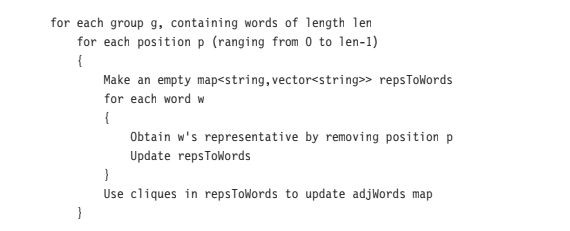 for each group g, containing words of length len
for each position p (ranging from 0 to len-1)
{
Make an empty map<string,vector<string>> repsToWords
for each word w
{
Obtain w's representative by removing position p
Update repsToWords
}
Use cliques in repsToWords to update adjWords map
}